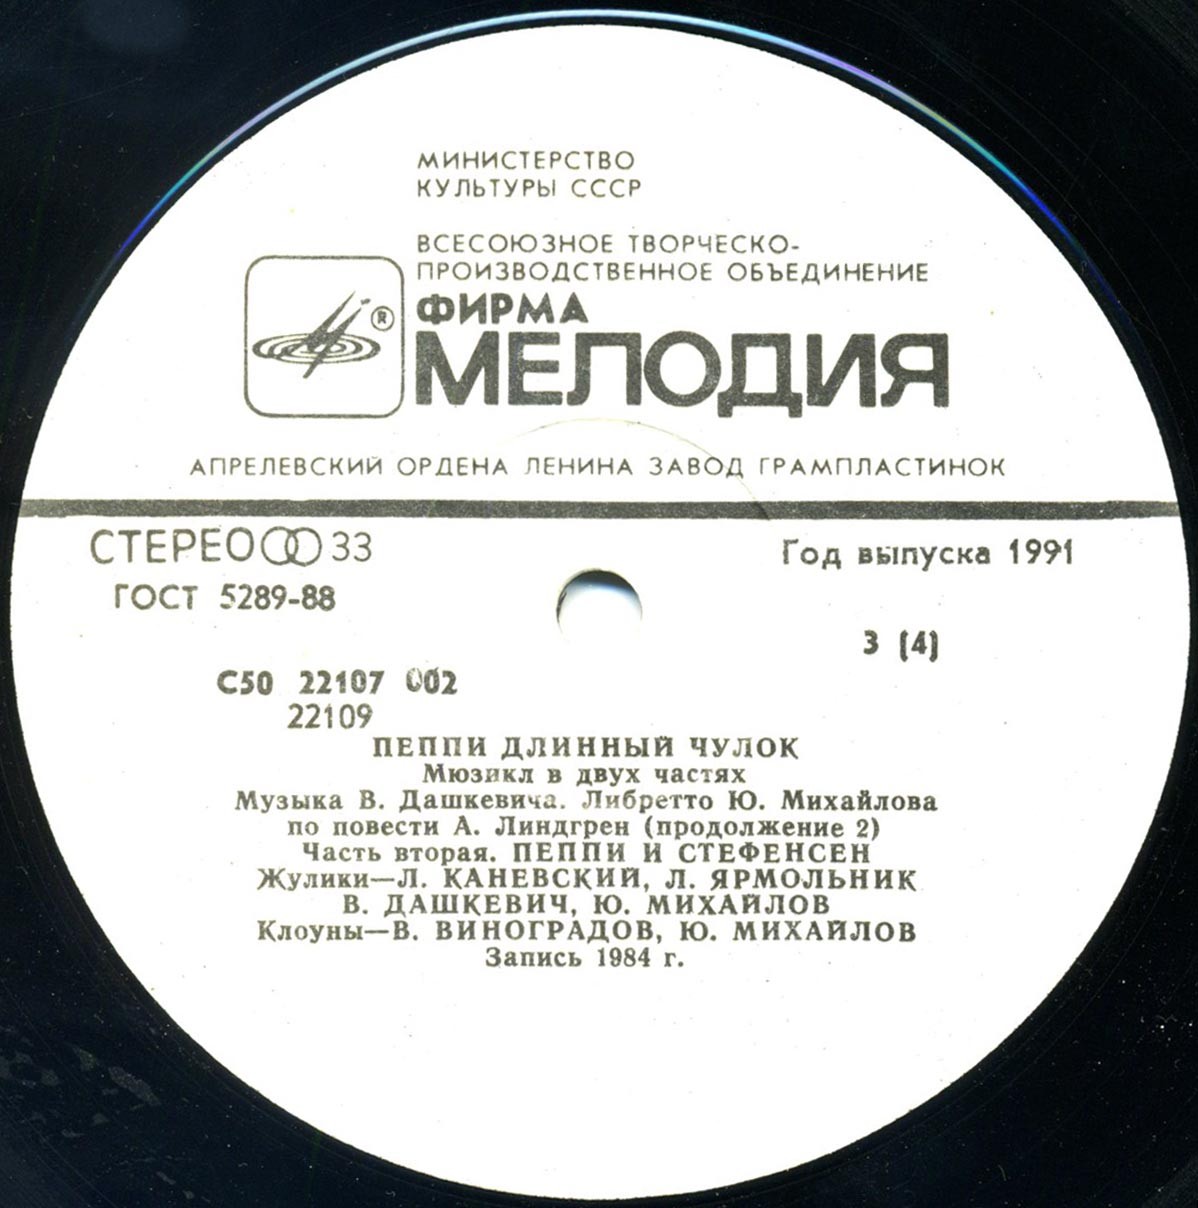 МИНИСТЕРСТВО
КУЛЬТУРЫ СССР
ВСЕСОЮЗНОЕ ТВОРЧЕСКО-
ПРОИЗВОДСТВЕННОЕ ОБЪЕДИНЕНИЕ
ФИРМА
®
МЕЛОДИЯ
АПРЕЛЕВСКИЙ ОРДЕНА ЛЕНИНА ЗАВОД ГРАМПЛАСТИНОК
СТЕРЕО 33
Год выпуска 1991
ГОСТ 5289-88
3 (4)
С50 22107 002
22109
ПЕППИ ДЛИННЫЙ ЧУЛОК
Мюзикл в двух частях
Музыка В. Дашкевича. Либретто Ю. Михайлова
по повести А. Линдгрен (продолжение 2)
Часть вторая. ПЕППИ И СТЕФЕНСЕН
Жулики—Л. КАНЕВСКИЙ, Л. ЯРМОЛЬНИК
В. ДАШКЕВИЧ, Ю. МИХАЙЛОВ
Клоуны—В. ВИНОГРАДОВ, Ю. МИХАЙЛОВ
Запись 1984 г.